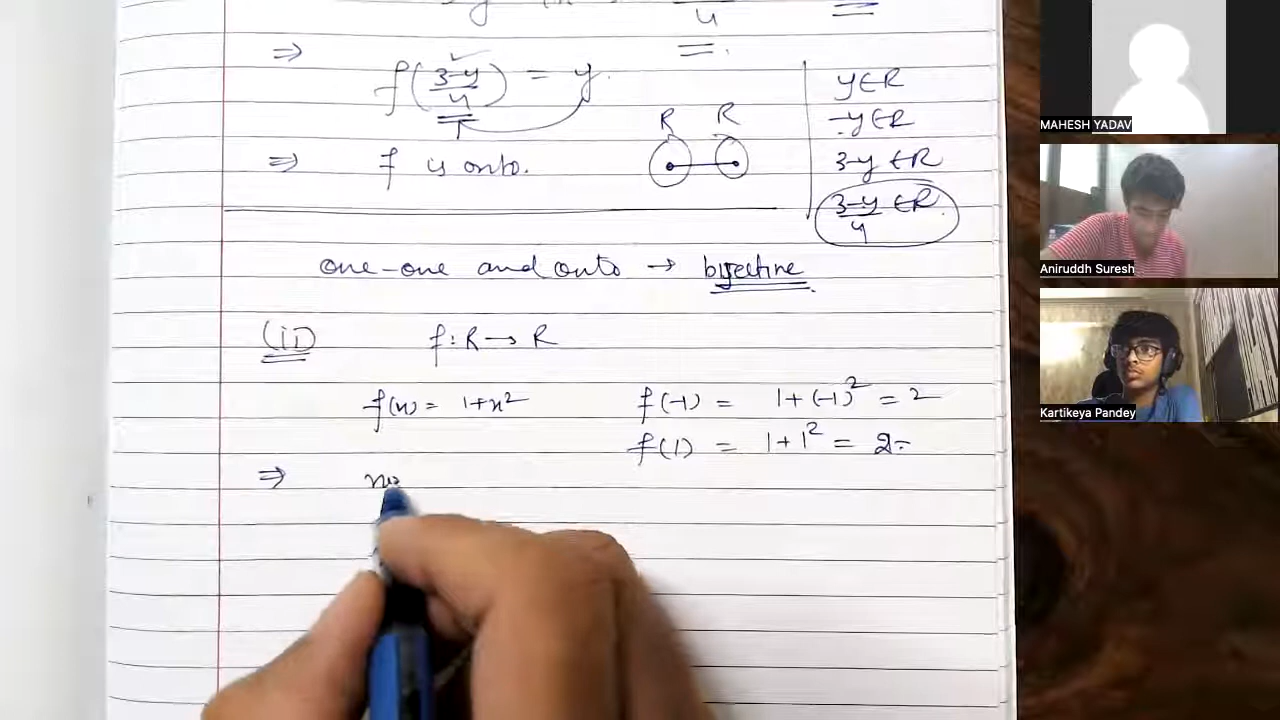 4
⇒ f(3-y/4) = y.
R R
⇒ f is onto.
y∈R
-y∈R
3-y∈R
3-y/4 ∈R
one-one and onto → bijective
(ii) f:R→R
f(x) = 1+x² f(-1) = 1+(-1)² = 2
f(1) = 1+1² = 2
⇒
MAHESH YADAV
Aniruddh Suresh
Kartikeya Pandey